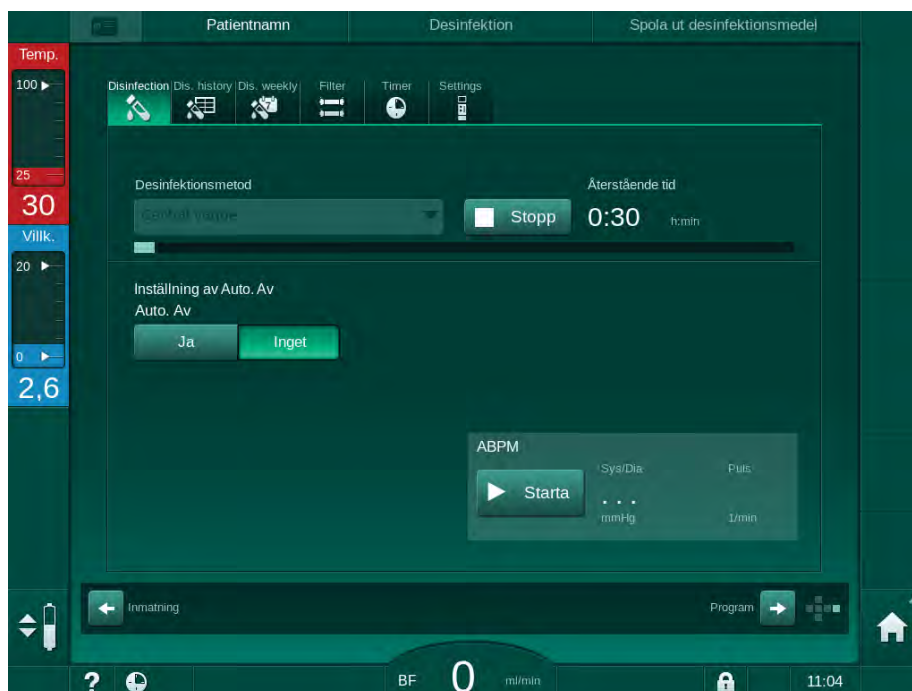 Patientnamn Desinfektion Spola ut desinfektionsmedel
Temp.
100
25
30
Villk.
20
0
2,6
Disinfection Dis. history Dis. weekly Filter Timer Settings
7
Desinfektionsmetod
Återstående tid
Stopp
0:30 h:min
Inställning av Auto. Av
Auto. Av
Ja Inget
ABPM
Starta
Sys/Dia Puls
. . .
mmHg 1/min
Inmatning Program
? BF 0 ml/min 11:04